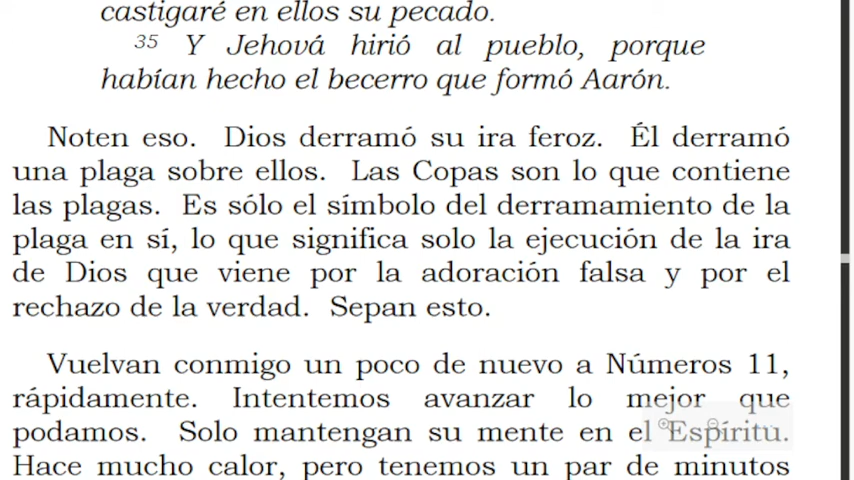 castigaré en ellos su pecado.
35 Y Jehová hirió al pueblo, porque
habían hecho el becerro que formó Aarón.
Noten eso. Dios derramó su ira feroz. Él derramó
una plaga sobre ellos. Las Copas son lo que contiene
las plagas. Es sólo el símbolo del derramamiento de la
plaga en sí, lo que significa solo la ejecución de la ira
de Dios que viene por la adoración falsa y por el
rechazo de la verdad. Sepan esto.
Vuelvan conmigo un poco de nuevo a Números 11,
rápidamente. Intentemos avanzar lo mejor que
podamos. Solo mantengan su mente en el Espíritu.
Hace mucho calor, pero tenemos un par de minutos